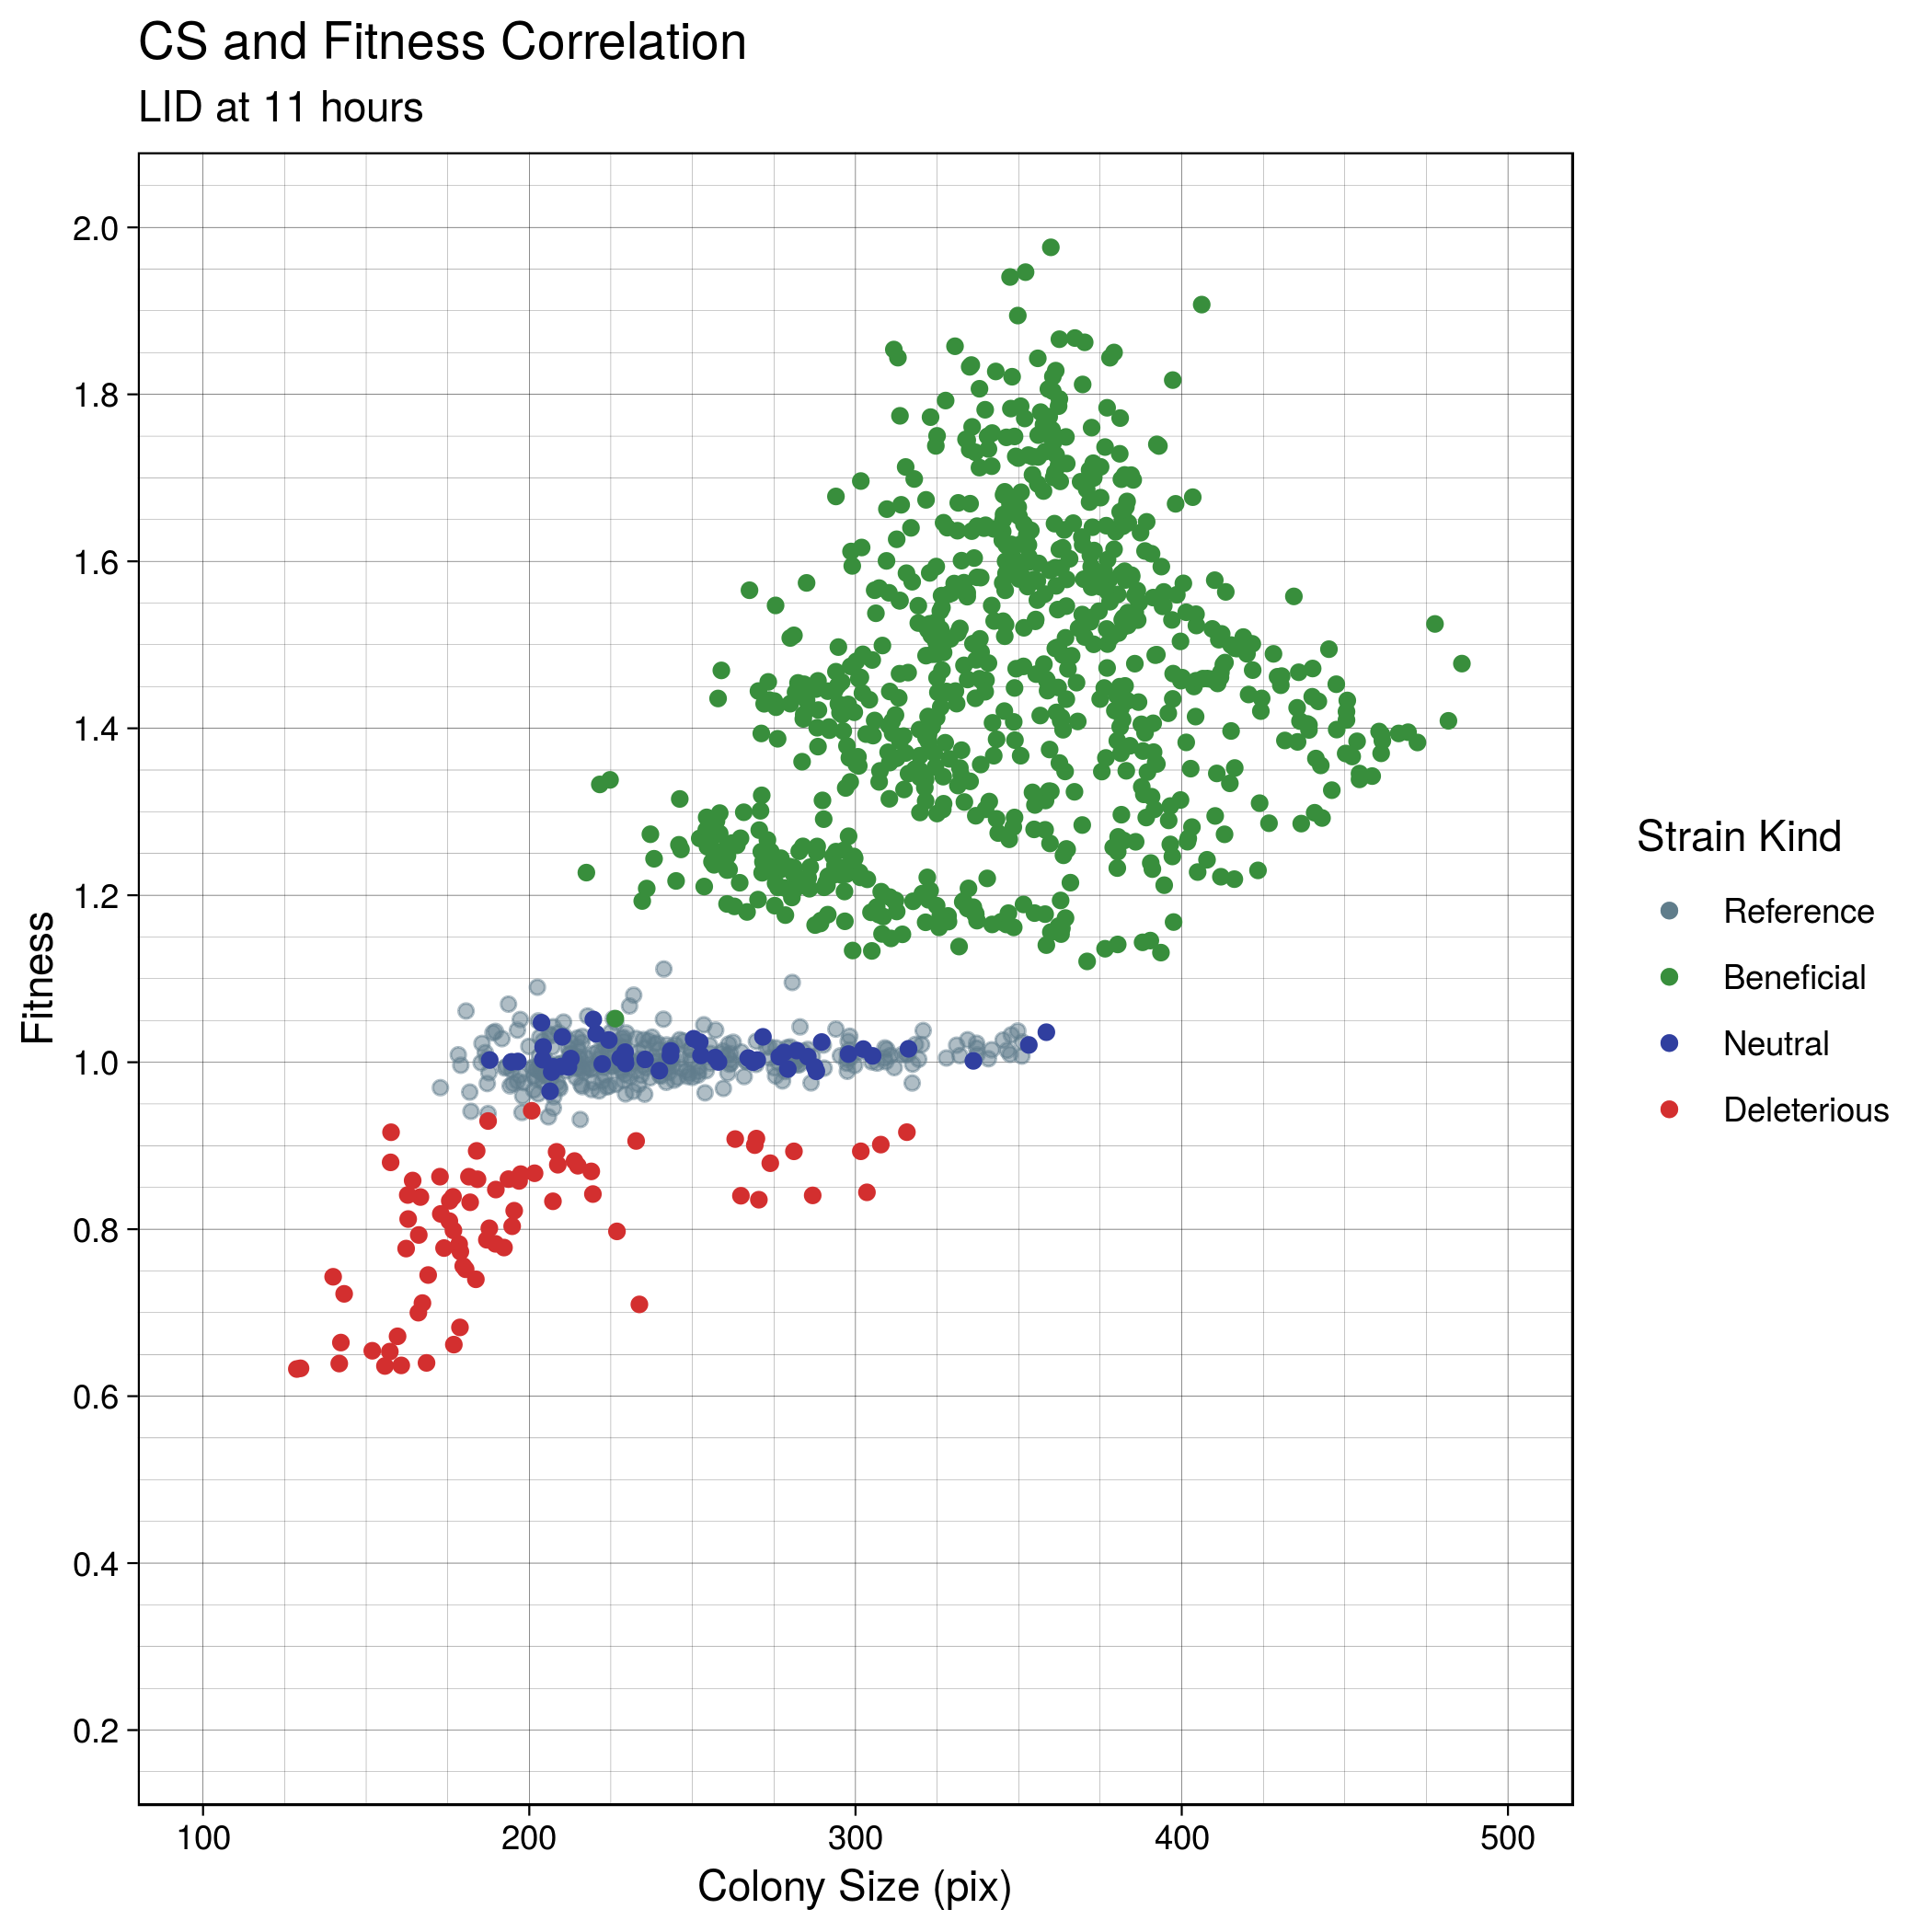 CS and Fitness Correlation
LID at 11 hours
Fitness
2.0
1.8
1.6
1.4
1.2
1.0
0.8
0.6
0.4
0.2
100 200 300 400 500
Colony Size (pix)
Strain Kind
Reference
Beneficial
Neutral
Deleterious